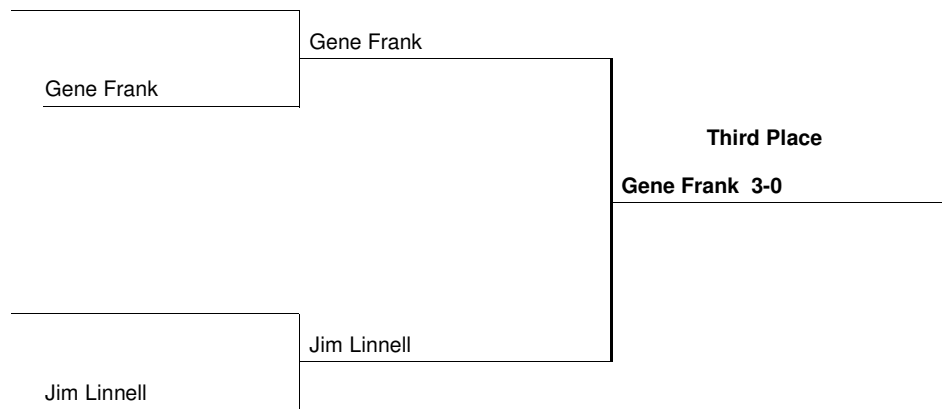 Gene Frank
Gene Frank
Third Place
Gene Frank 3-0
Jim Linnell
Jim Linnell